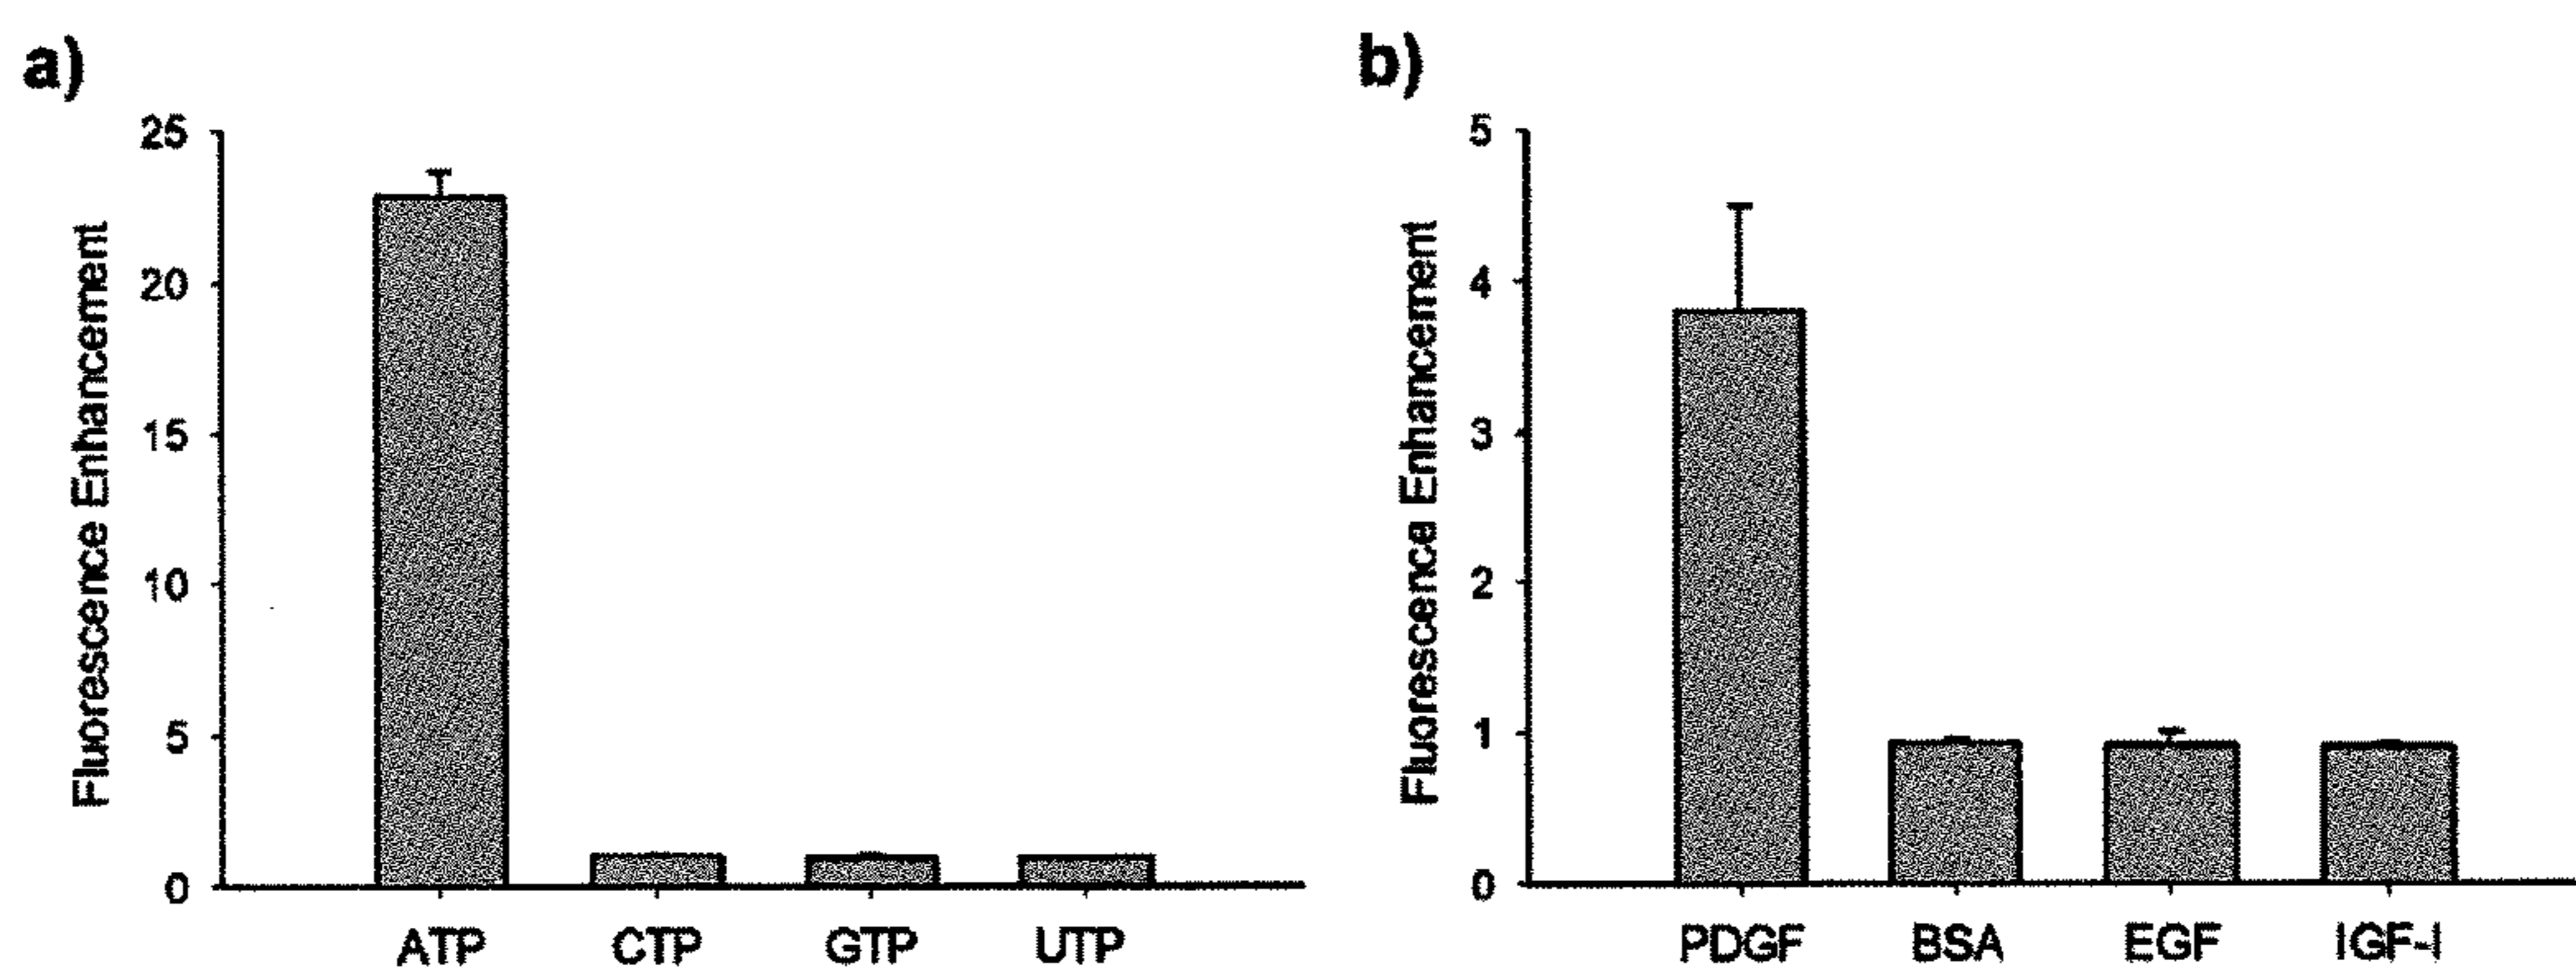 a)
25
20
15
10
5
0
Fluorescence Enhancement
ATP CTP GTP UTP
b)
5
4
3
2
1
0
Fluorescence Enhancement
PDGF BSA EGF IGF-I